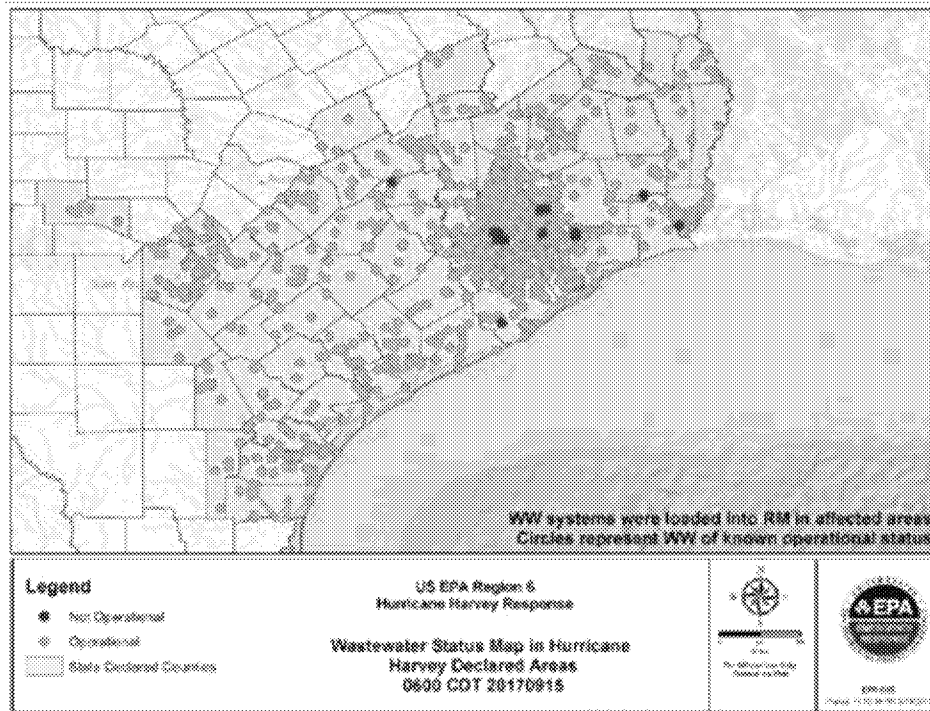 WW systems were loaded into RM in affected areas
Circles represent WW of known operational status
Legend
Not Operational
Operational
State Declared Counties
US EPA Region 6
Hurricane Harvey Response
Wastewater Status Map in Hurricane
Harvey Declared Areas
0600 CDT 20170915
N
EPA